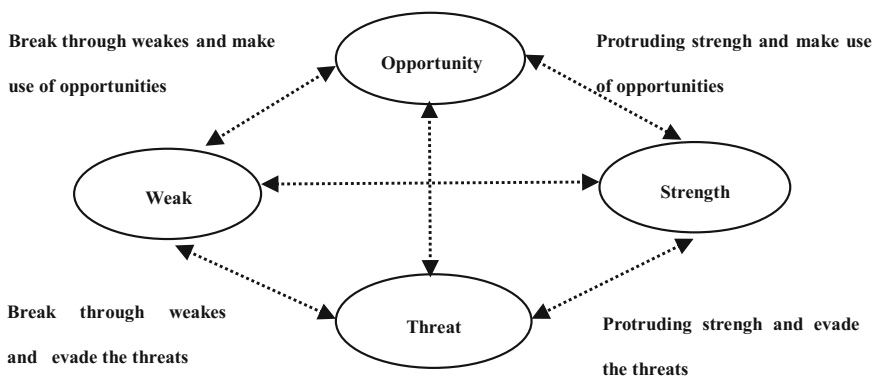 Break through weakes and make
use of opportunities
Opportunity
Protruding strengh and make use
of opportunities
Weak
Strength
Break through weakes
and evade the threats
Threat
Protruding strengh and evade
the threats